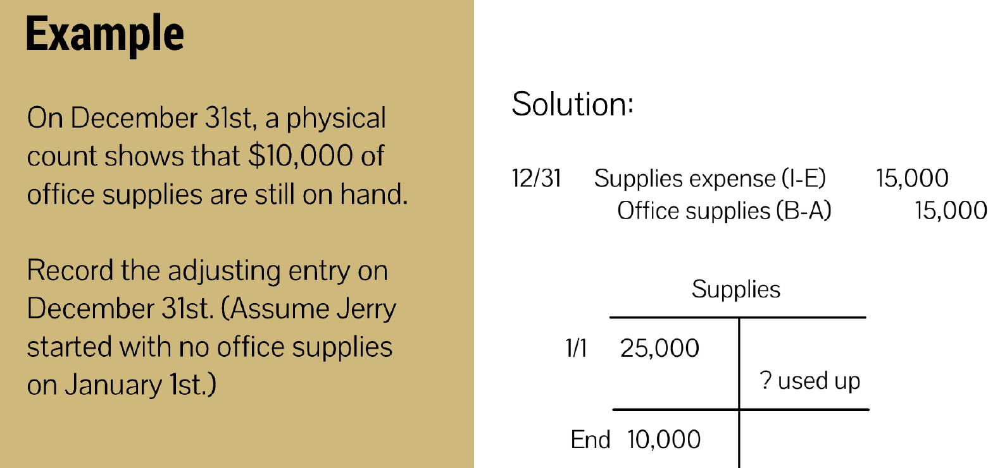 Example
On December 31st, a physical
count shows that $10,000 of
office supplies are still on hand.
Record the adjusting entry on
December 31st. (Assume Jerry
started with no office supplies
on January 1st.)
Solution:
12/31 Supplies expense (I-E) 15,000
Office supplies (B-A) 15,000
Supplies
1/1 25,000
? used up
End 10,000